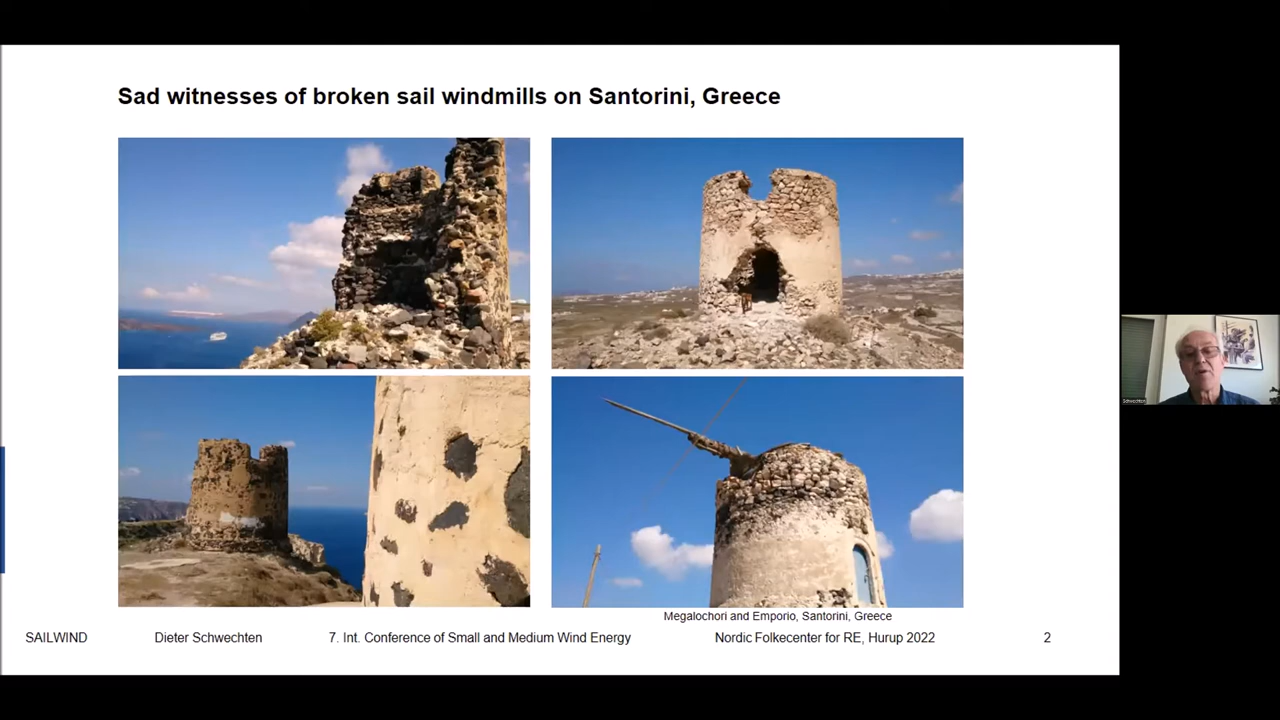 Sad witnesses of broken sail windmills on Santorini, Greece
Megalochori and Emporio, Santorini, Greece
SAILWIND Dieter Schwechten 7. Int. Conference of Small and Medium Wind Energy Nordic Folkecenter for RE, Hurup 2022 2
Schwechten